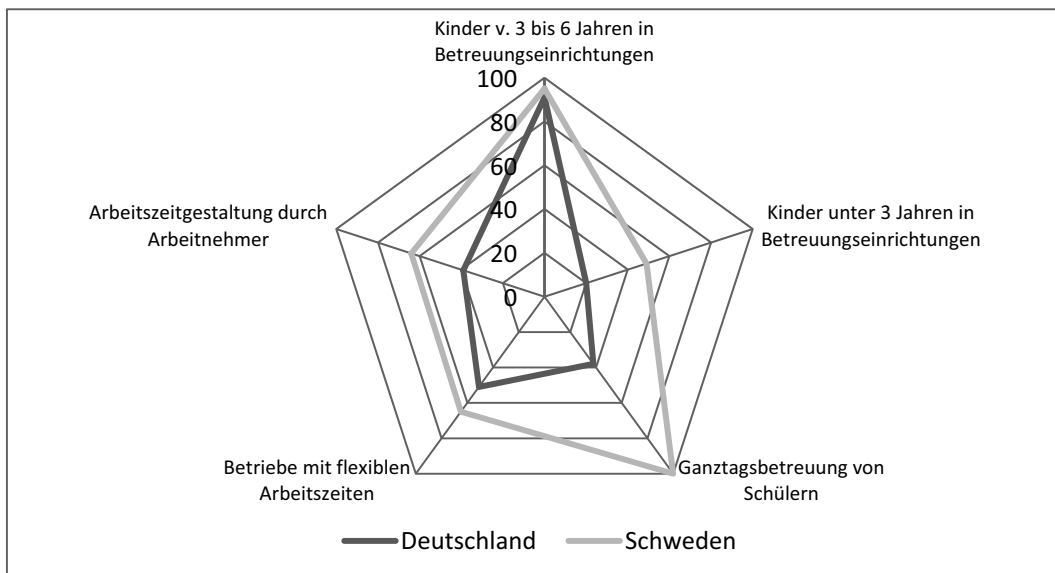 Kinder v. 3 bis 6 Jahren in
Betreuungseinrichtungen
100
80
60
40
20
0
Arbeitszeitgestaltung durch
Arbeitnehmer
Kinder unter 3 Jahren in
Betreuungseinrichtungen
Betriebe mit flexiblen
Arbeitszeiten
Ganztagsbetreuung von
Schülern
Deutschland
Schweden